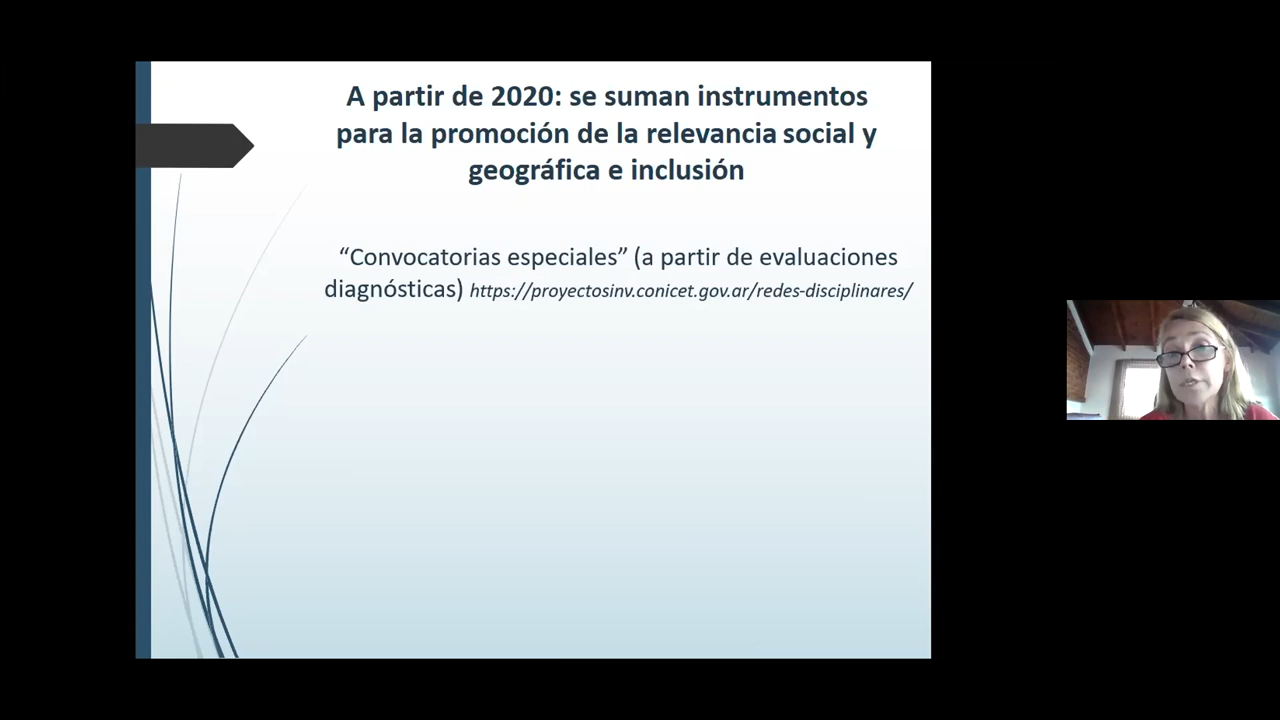 A partir de 2020: se suman instrumentos
para la promoción de la relevancia social y
geográfica e inclusión
“Convocatorias especiales” (a partir de evaluaciones
diagnósticas) https://proyectosinv.conicet.gov.ar/redes-disciplinares/